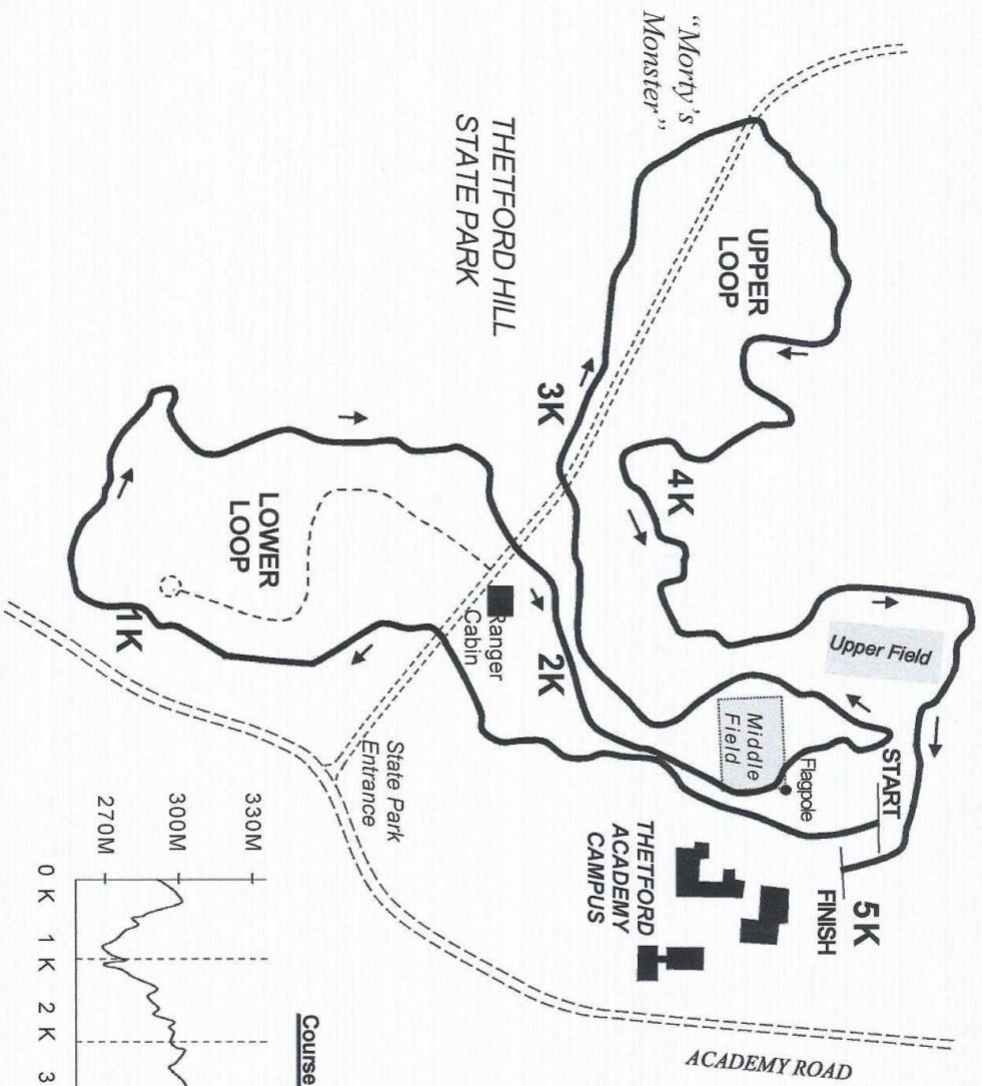 "Morty's
Monster"
THETFORD HILL
STATE PARK
UPPER
LOOP
3K
4K
LOWER
LOOP
1K
Ranger
Cabin
2K
Upper Field
Middle
Field
Flagpole
START
5K
FINISH
THETFORD
ACADEMY
CAMPUS
State Park
Entrance
ACADEMY ROAD
Course
330M
300M
270M
0 K
1 K
2 K
3